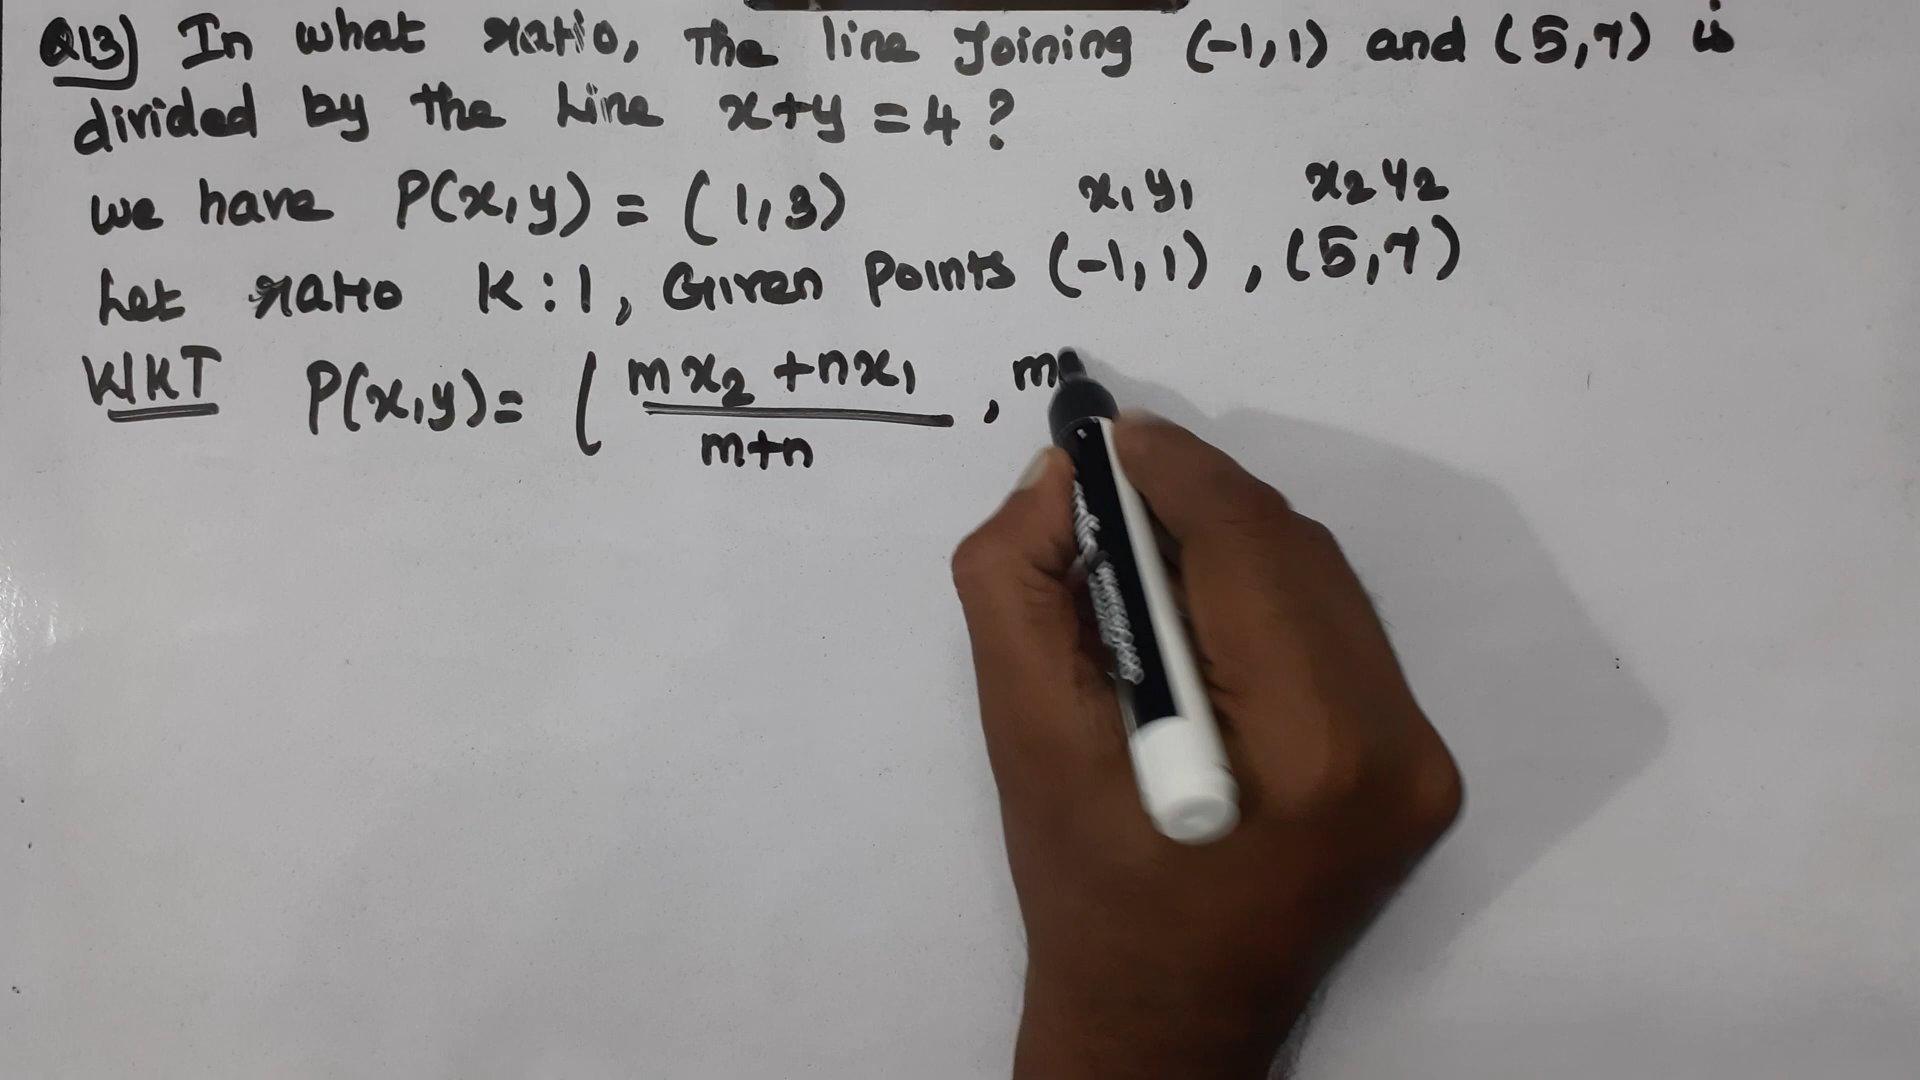 Q13) In what ratio, The line Joining (-1,1) and (5,7) is
divided by the Line x+y=4?
We have P(x,y) = (1,3)
x₁ y₁ x₂ y₂
Let ratio K:1, Given Points (-1,1), (5,7)
WKT P(x,y)= ( mx₂ +nx₁ / m+n , m